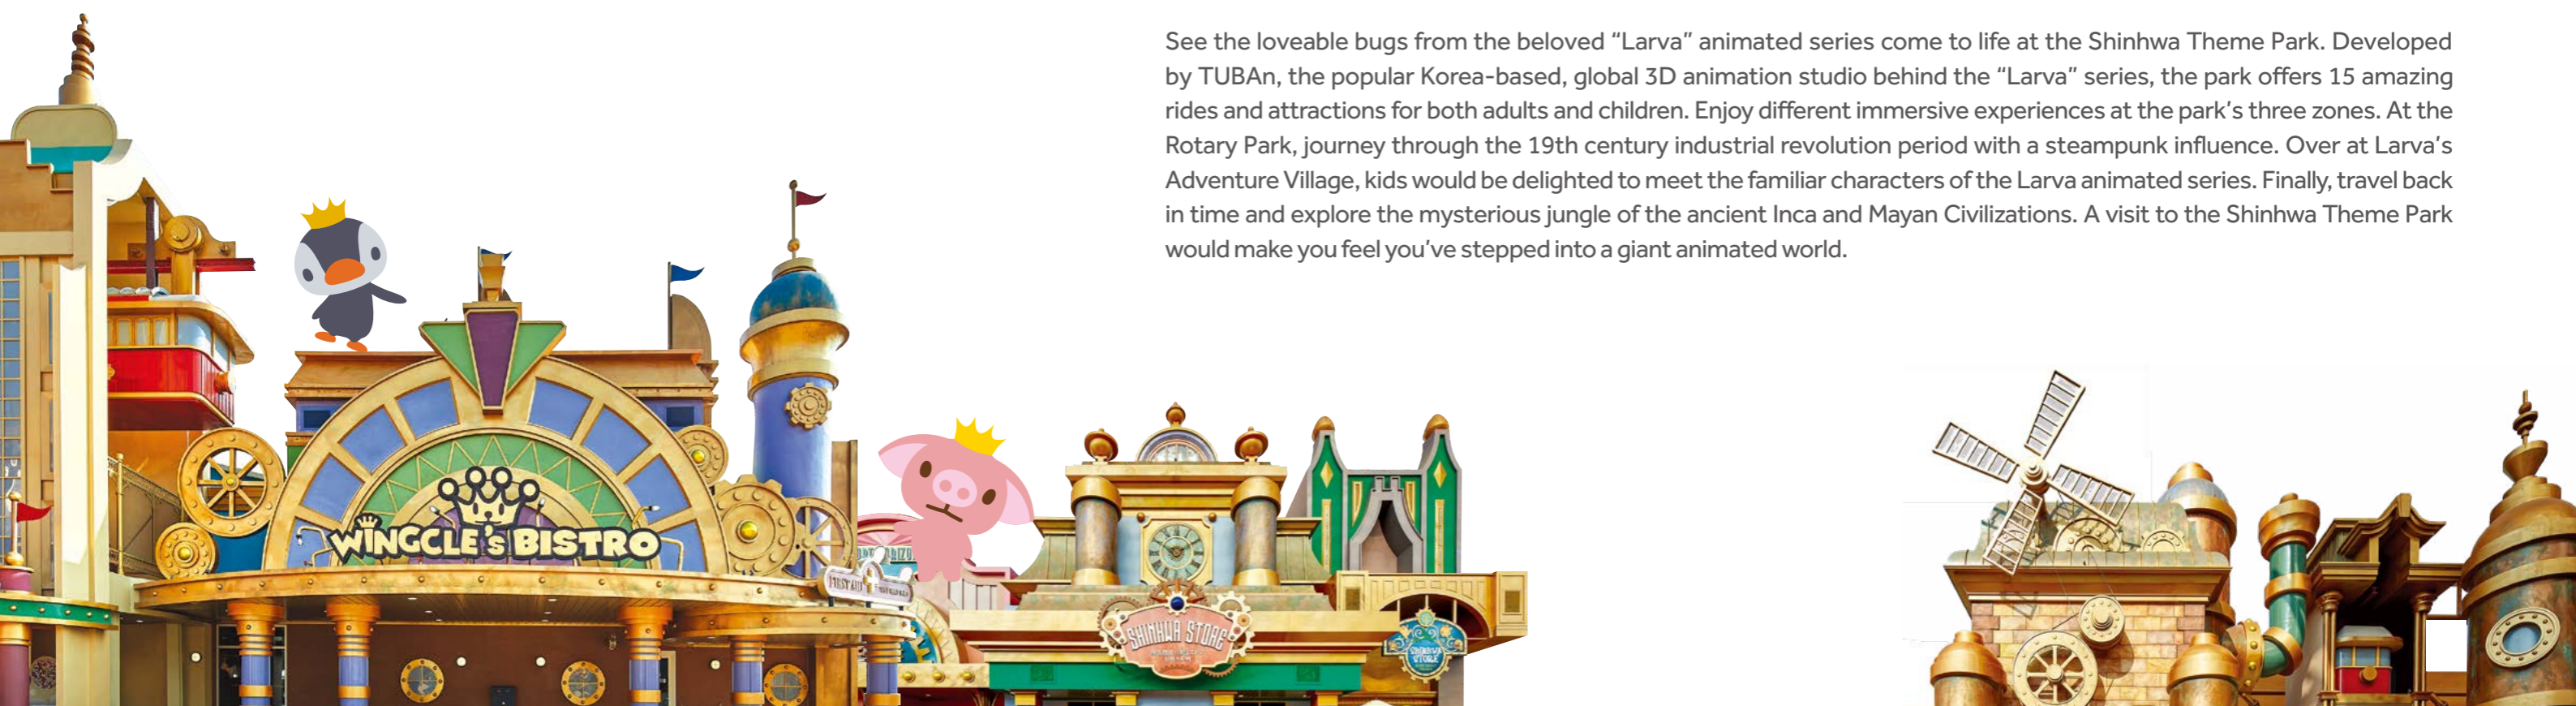 See the loveable bugs from the beloved “Larva” animated series come to life at the Shinhwa Theme Park. Developed
by TUBAn, the popular Korea-based, global 3D animation studio behind the “Larva” series, the park offers 15 amazing
rides and attractions for both adults and children. Enjoy different immersive experiences at the park’s three zones. At the
Rotary Park, journey through the 19th century industrial revolution period with a steampunk influence. Over at Larva’s
Adventure Village, kids would be delighted to meet the familiar characters of the Larva animated series. Finally, travel back
in time and explore the mysterious jungle of the ancient Inca and Mayan Civilizations. A visit to the Shinhwa Theme Park
would make you feel you’ve stepped into a giant animated world.
WINGCLE's BISTRO
FIRST AID
SHINHWA STORE
SHINHWA
STORE